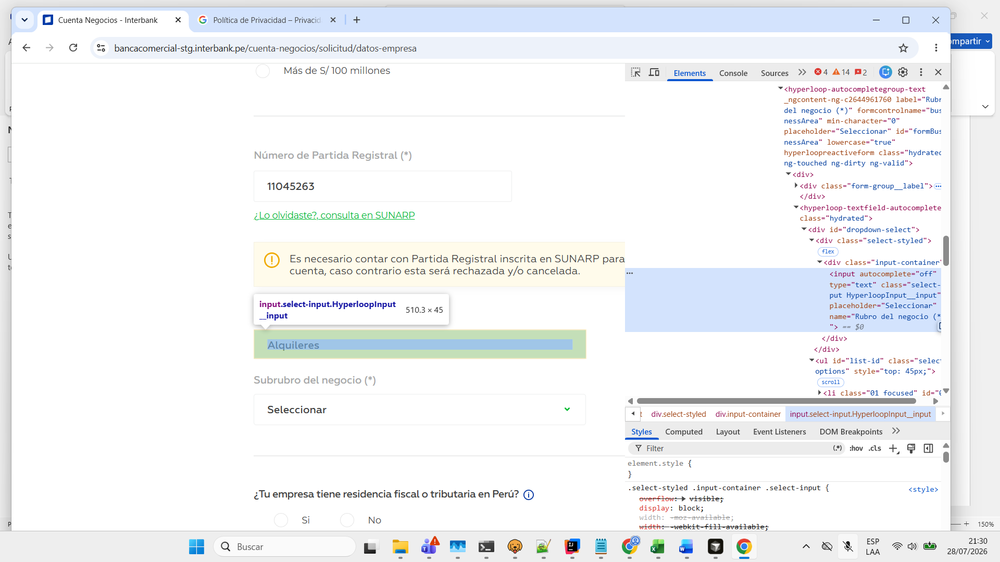 Cuenta Negocios - Interbank
Política de Privacidad – Privacid
bancacomercial-stg.interbank.pe/cuenta-negocios/solicitud/datos-empresa
mpartir
Más de S/ 100 millones
Número de Partida Registral (*)
11045263
¿Lo olvidaste?, consulta en SUNARP
Es necesario contar con Partida Registral inscrita en SUNARP para
cuenta, caso contrario esta será rechazada y/o cancelada.
input.select-input.HyperloopInput
__input
510.3 × 45
Alquileres
Subrubro del negocio (*)
Seleccionar
¿Tu empresa tiene residencia fiscal o tributaria en Perú?
Si
No
Elements
Console
Sources
4
14
2
<hyperloop-autocompletegroup-text
_ngcontent-ng-c2644961760 label="Rubr
del negocio (*)" formcontrolname="bus
nessArea" min-character="0"
placeholder="Seleccionar" id="formBus
nessArea" lowercase="true"
hyperloopreactiveform class="hydrated
ng-touched ng-dirty ng-valid">
<div>
<div class="form-group__label">
</div>
<hyperloop-textfield-autocomplete
class="hydrated">
<div id="dropdown-select">
<div class="select-styled">
flex
<div class="input-container"
<input autocomplete="off"
type="text" class="select-
put HyperloopInput__input"
placeholder="Seleccionar"
name="Rubro del negocio (*
"> == $0
</div>
</div>
<ul id="list-id" class="select
options" style="top: 45px;">
scroll
<li class="01 focused" id="0
t
div.select-styled
div.input-container
input.select-input.HyperloopInput__input
Styles
Computed
Layout
Event Listeners
DOM Breakpoints
Filter
(.*)
:hov
.cls
element.style {
}
.select-styled .input-container .select-input {
<style>
overflow: visible;
display: block;
width: -moz-available;
width: -webkit-fill-available;
150%
Buscar
ESP
LAA
21:30
28/07/2026